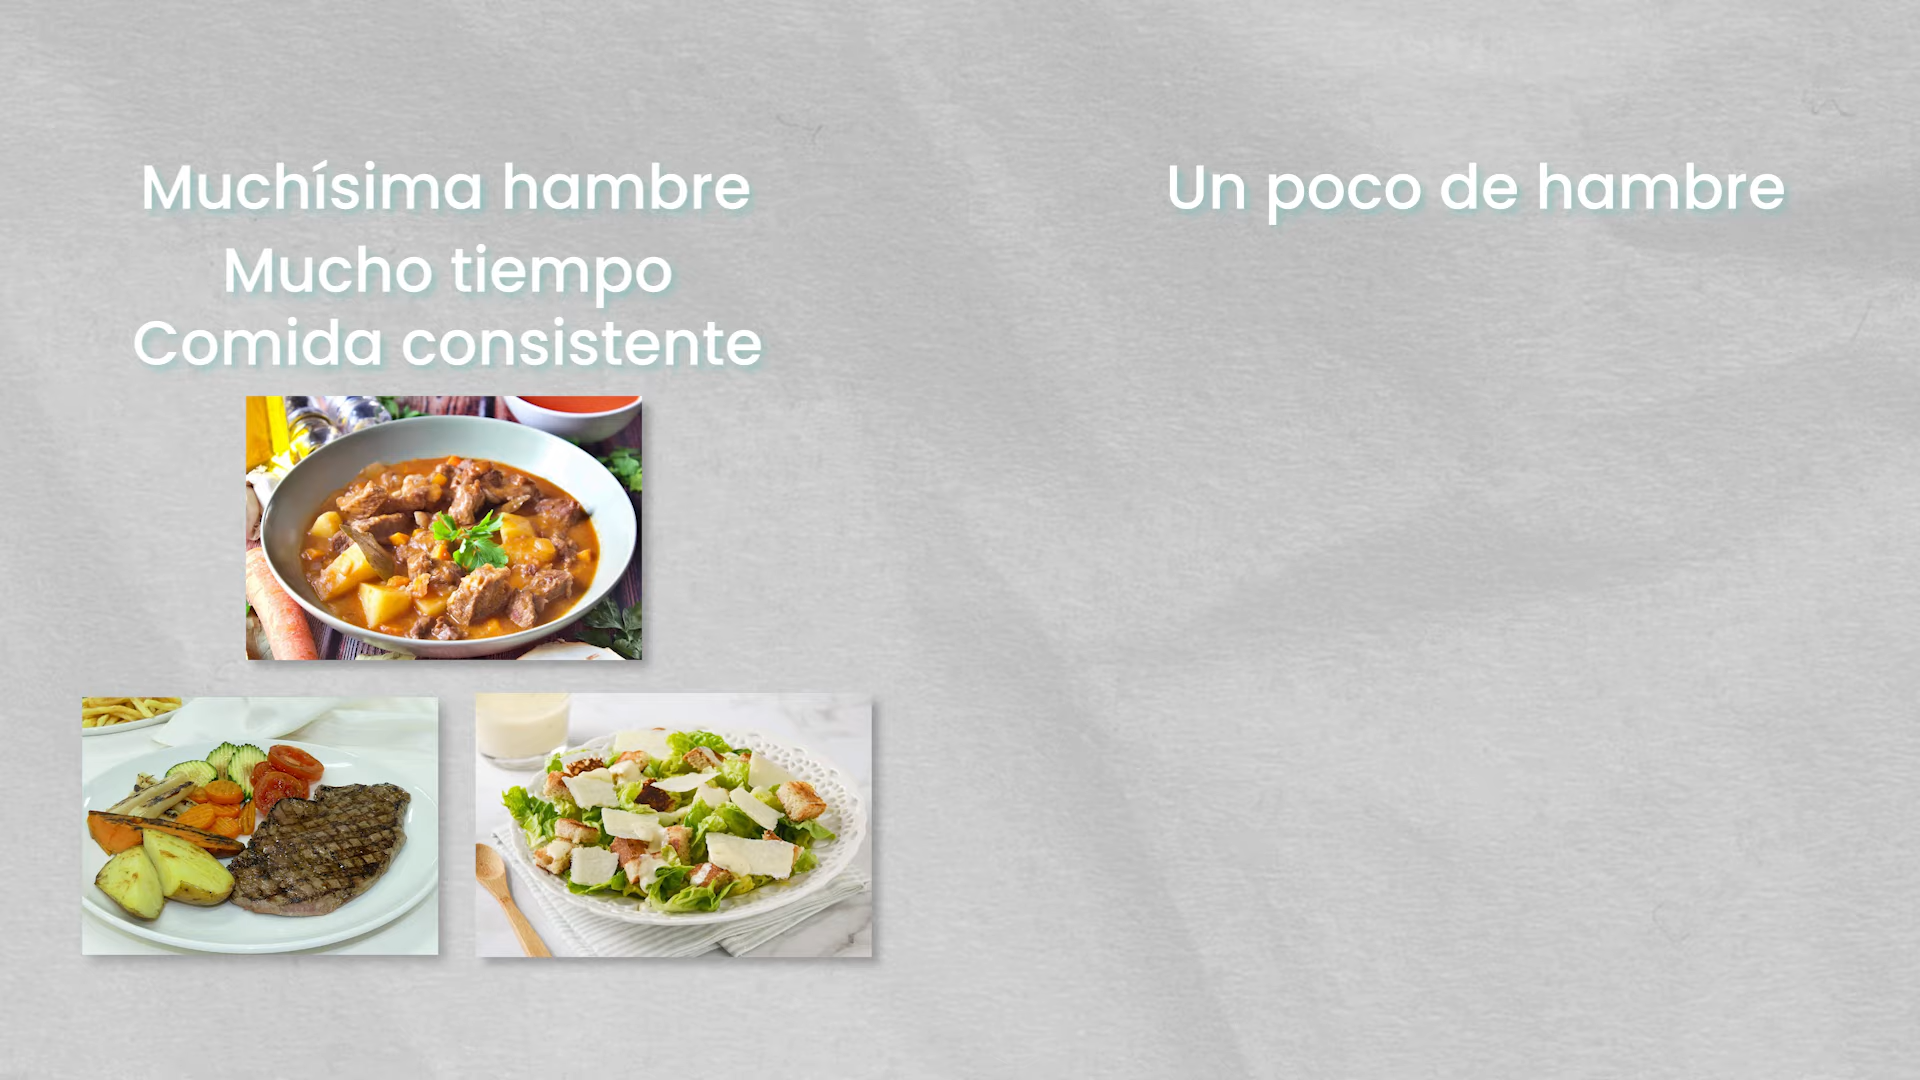 Muchísima hambre
Mucho tiempo
Comida consistente
Un poco de hambre